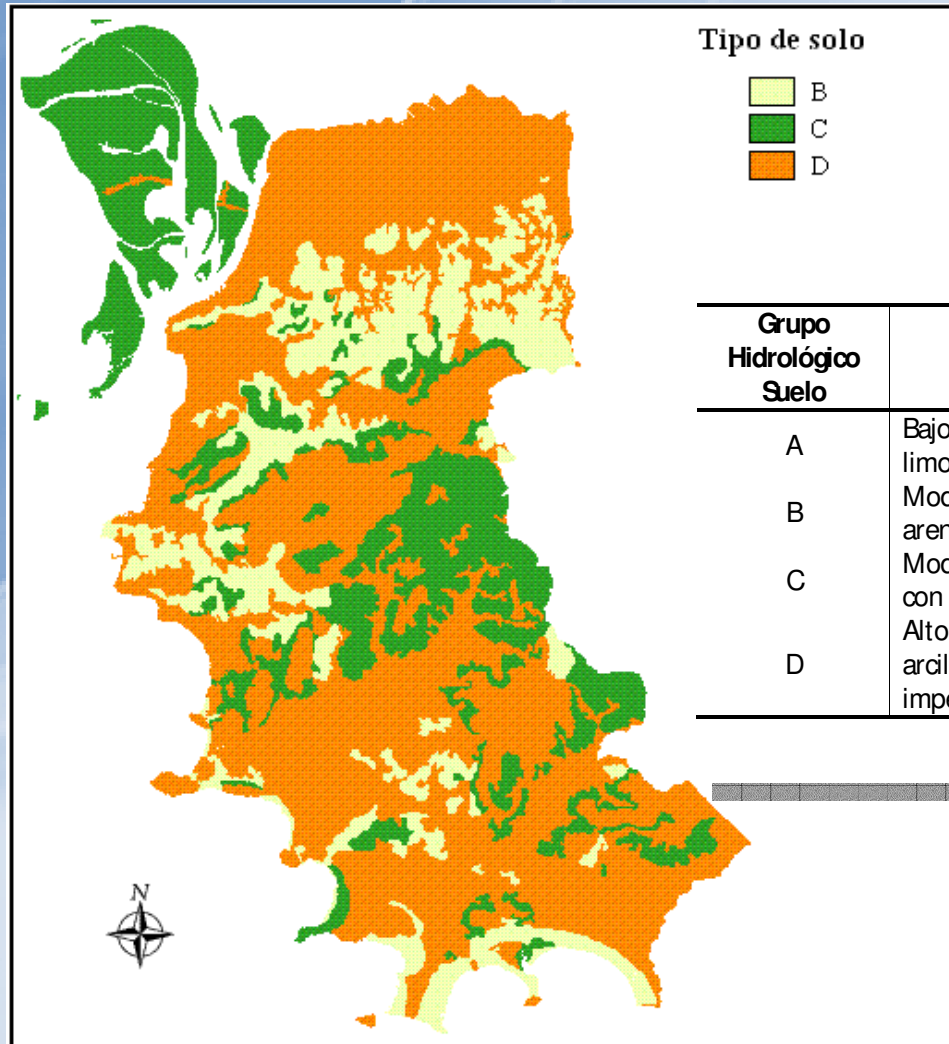 Tipo de solo
B
C
D
Grupo
Hidrológico
Suelo
A
Bajo
limo
B
Mod
aren
C
Mod
con
D
Alto
arcil
impe
N